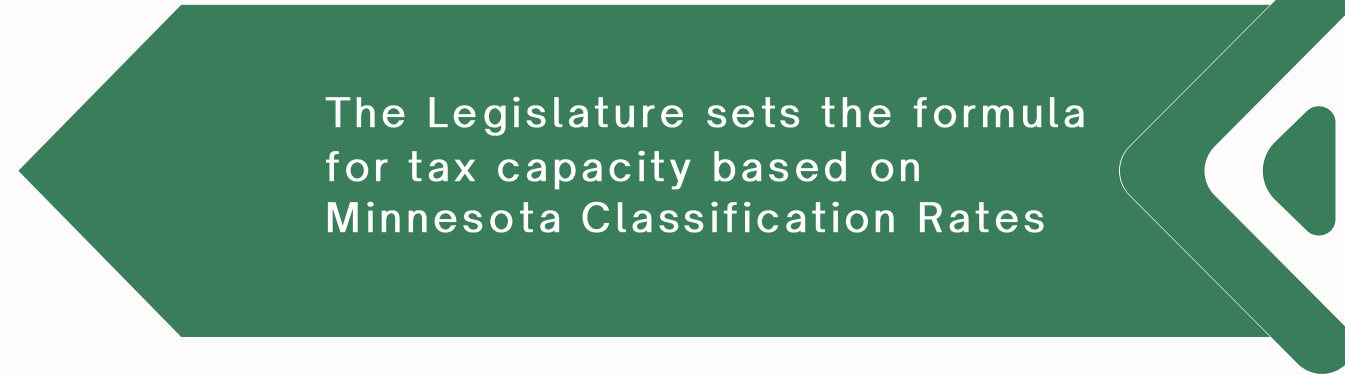 The Legislature sets the formula
for tax capacity based on
Minnesota Classification Rates